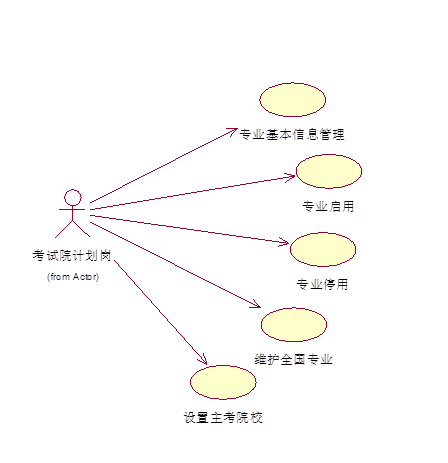 专业基本信息管理
专业启用
考试院计划岗
(from Actor)
专业停用
维护全国专业
设置主考院校